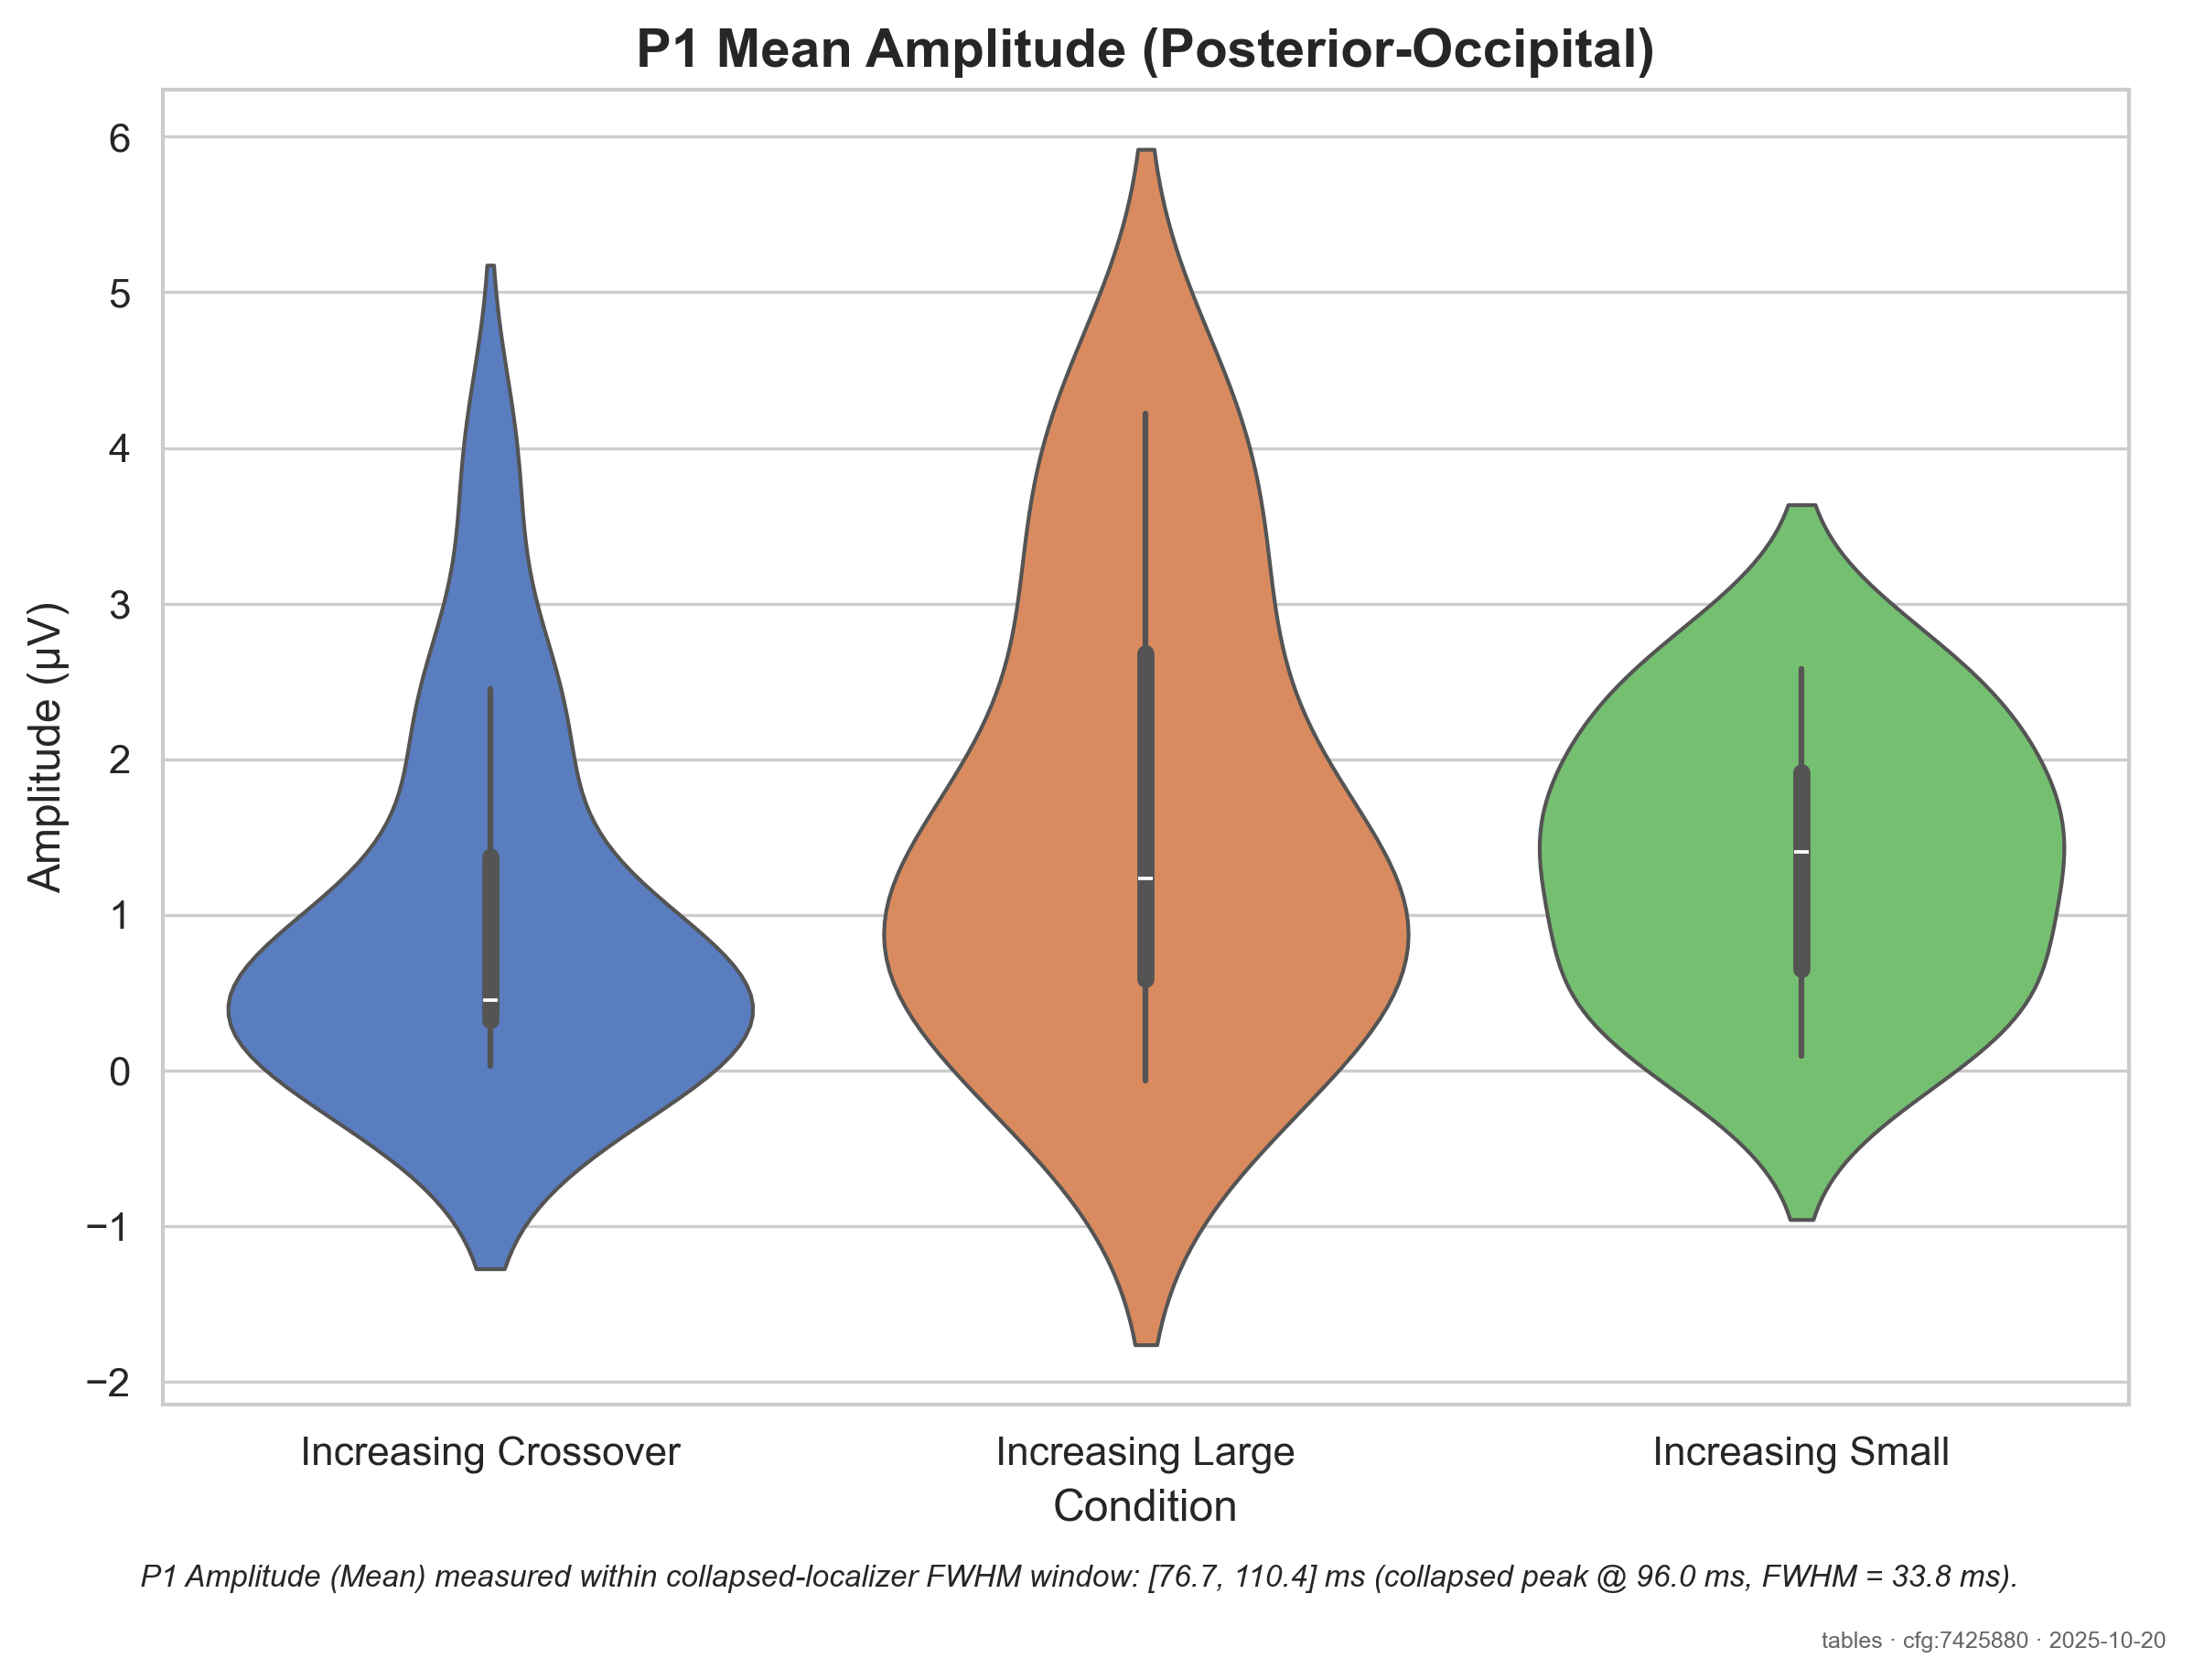 P1 Mean Amplitude (Posterior-Occipital)
6
5
4
3
2
1
0
−1
−2
Amplitude (µV)
Increasing Crossover
Increasing Large
Increasing Small
Condition
P1 Amplitude (Mean) measured within collapsed-localizer FWHM window: [76.7, 110.4] ms (collapsed peak @ 96.0 ms, FWHM = 33.8 ms).
tables · cfg:7425880 · 2025-10-20